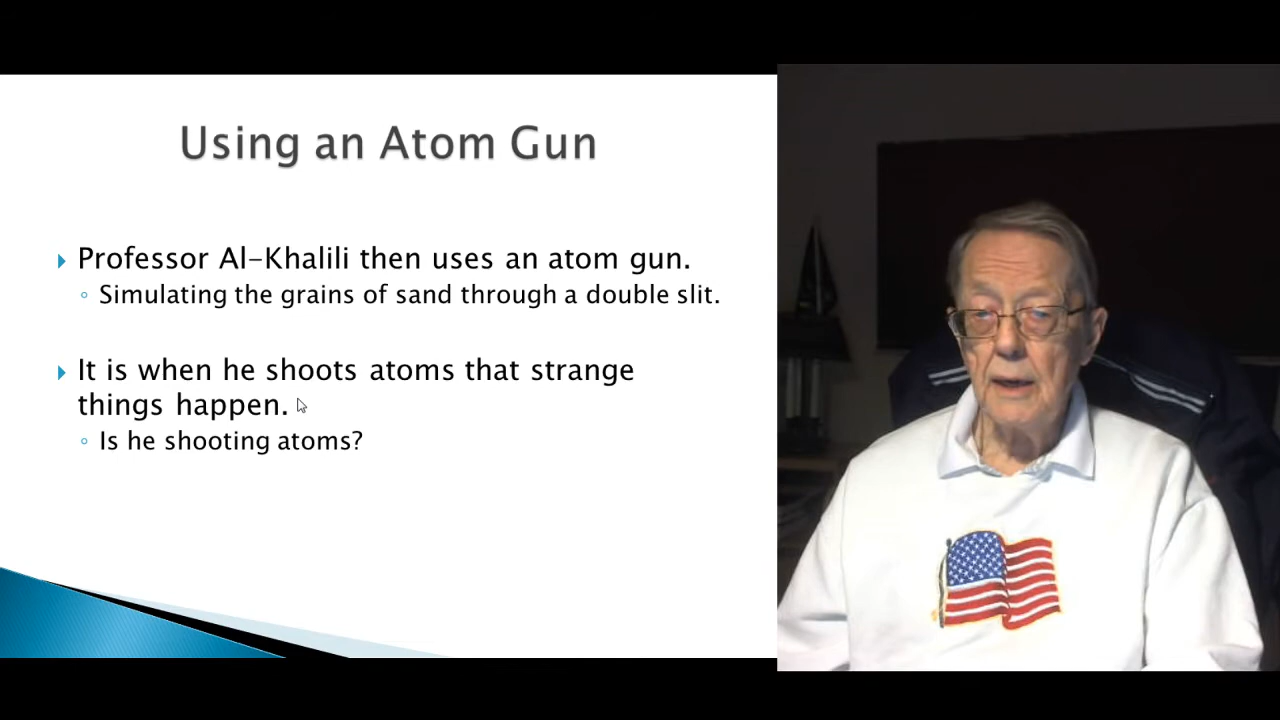 Using an Atom Gun
Professor Al-Khalili then uses an atom gun.
Simulating the grains of sand through a double slit.
It is when he shoots atoms that strange
things happen.
Is he shooting atoms?